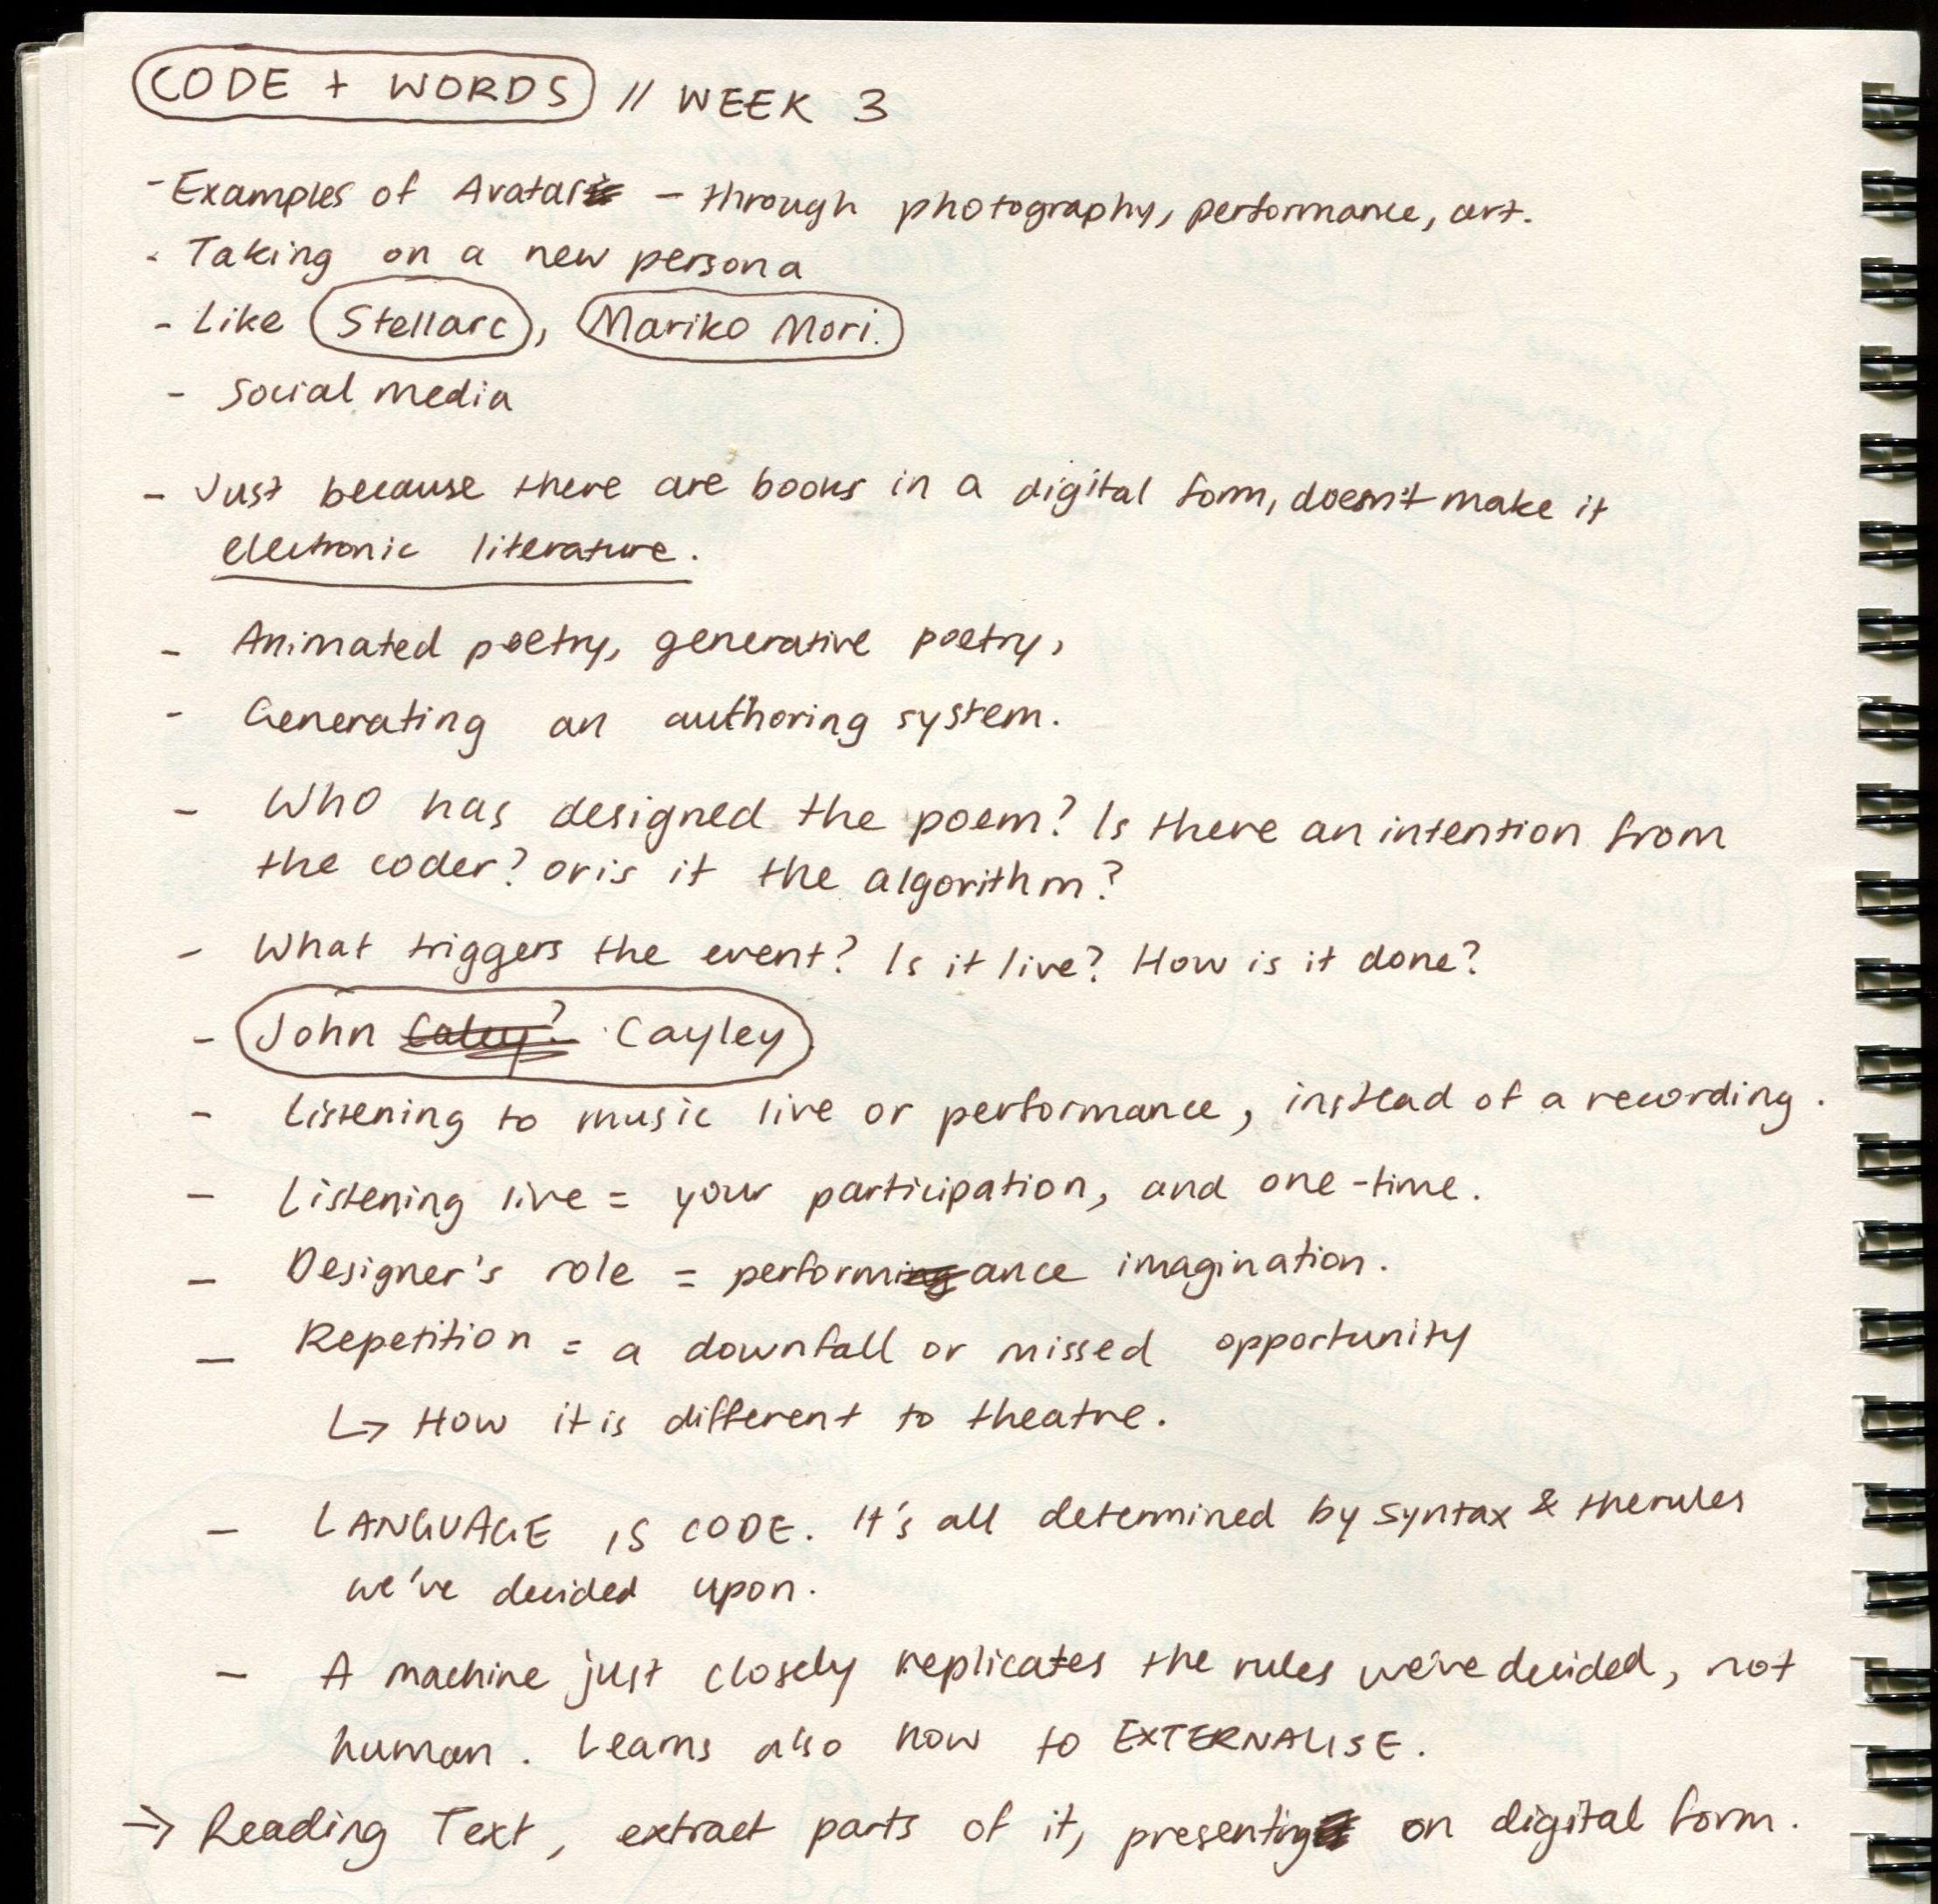 CODE + WORDS // WEEK 3
- Examples of Avatar - through photography, performance, art.
- Taking on a new persona
- Like Stellarc, Mariko Mori.
- Social media
- Just because there are books in a digital form, doesn't make it
electronic literature.
- Animated poetry, generative poetry,
- Generating an authoring system.
- Who has designed the poem? Is there an intention from
the coder? or is it the algorithm?
- What triggers the event? Is it live? How is it done?
- John Caley? Cayley
- Listening to music live or performance, instead of a recording.
- Listening live = your participation, and one-time.
- Designer's role = performance imagination.
- Repetition = a downfall or missed opportunity
↳ How it is different to theatre.
- LANGUAGE IS CODE. It's all determined by syntax & the rules
we've decided upon.
- A machine just closely replicates the rules we've decided, not
human. Learns also how to EXTERNALISE.
→ Reading Text, extract parts of it, presenting on digital form.